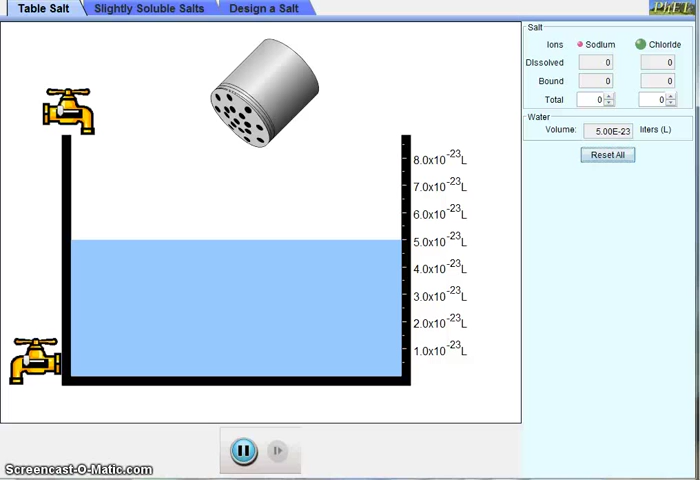 Table Salt
Slightly Soluble Salts
Design a Salt
PhET
Salt
Ions Sodium Chloride
Dissolved 0 0
Bound 0 0
Total 0 0
Water
Volume: 5.00E-23 liters (L)
Reset All
8.0x10-23L
7.0x10-23L
6.0x10-23L
5.0x10-23L
4.0x10-23L
3.0x10-23L
2.0x10-23L
1.0x10-23L
Screencast-O-Matic.com